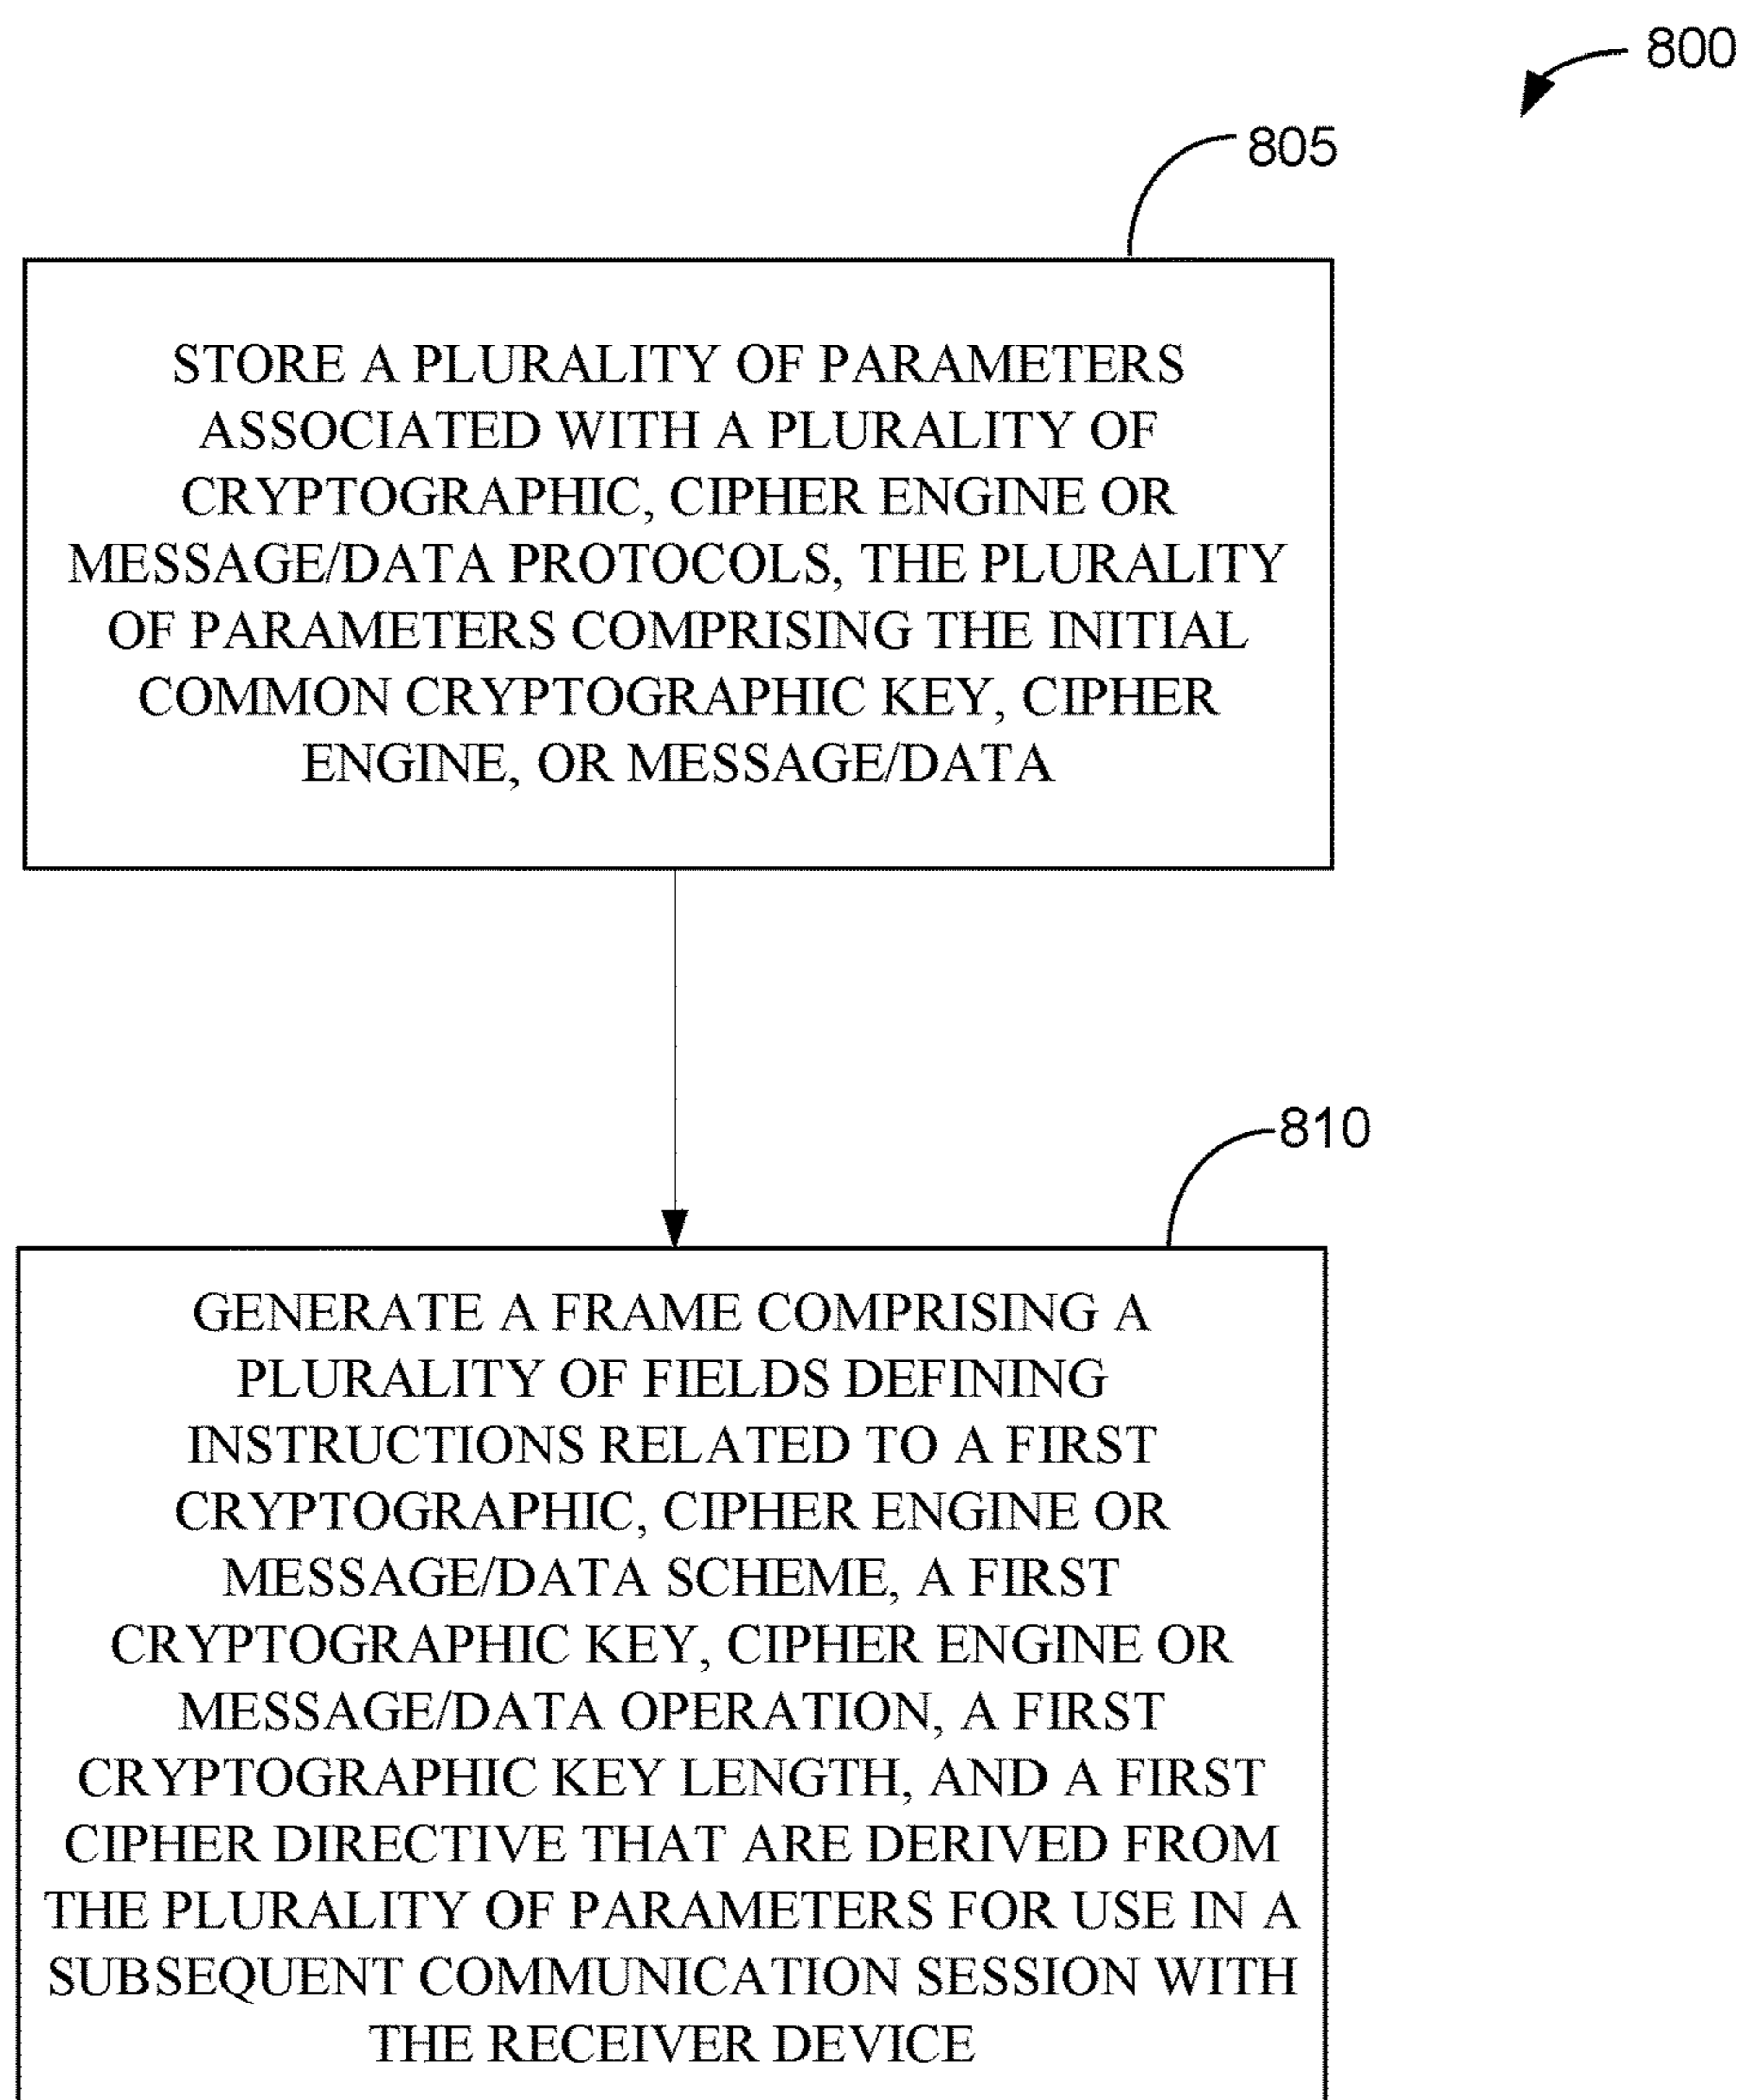 800
805
STORE A PLURALITY OF PARAMETERS
ASSOCIATED WITH A PLURALITY OF
CRYPTOGRAPHIC, CIPHER ENGINE OR
MESSAGE/DATA PROTOCOLS, THE PLURALITY
OF PARAMETERS COMPRISING THE INITIAL
COMMON CRYPTOGRAPHIC KEY, CIPHER
ENGINE, OR MESSAGE/DATA
810
GENERATE A FRAME COMPRISING A
PLURALITY OF FIELDS DEFINING
INSTRUCTIONS RELATED TO A FIRST
CRYPTOGRAPHIC, CIPHER ENGINE OR
MESSAGE/DATA SCHEME, A FIRST
CRYPTOGRAPHIC KEY, CIPHER ENGINE OR
MESSAGE/DATA OPERATION, A FIRST
CRYPTOGRAPHIC KEY LENGTH, AND A FIRST
CIPHER DIRECTIVE THAT ARE DERIVED FROM
THE PLURALITY OF PARAMETERS FOR USE IN A
SUBSEQUENT COMMUNICATION SESSION WITH
THE RECEIVER DEVICE